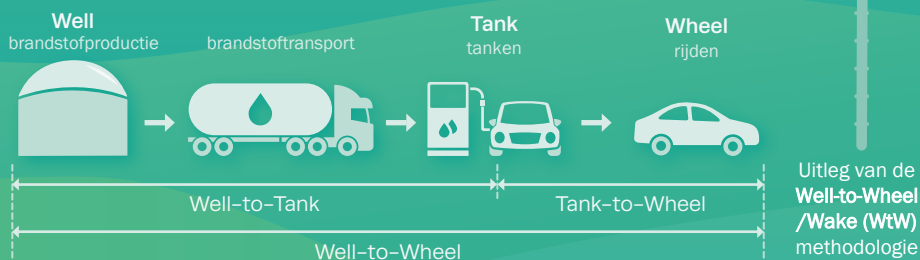 Well
brandstofproductie
brandstoftransport
Tank
tanken
Wheel
rijden
Well-to-Tank
Tank-to-Wheel
Well-to-Wheel
Uitleg van de
Well-to-Wheel
/Wake (WtW)
methodologie